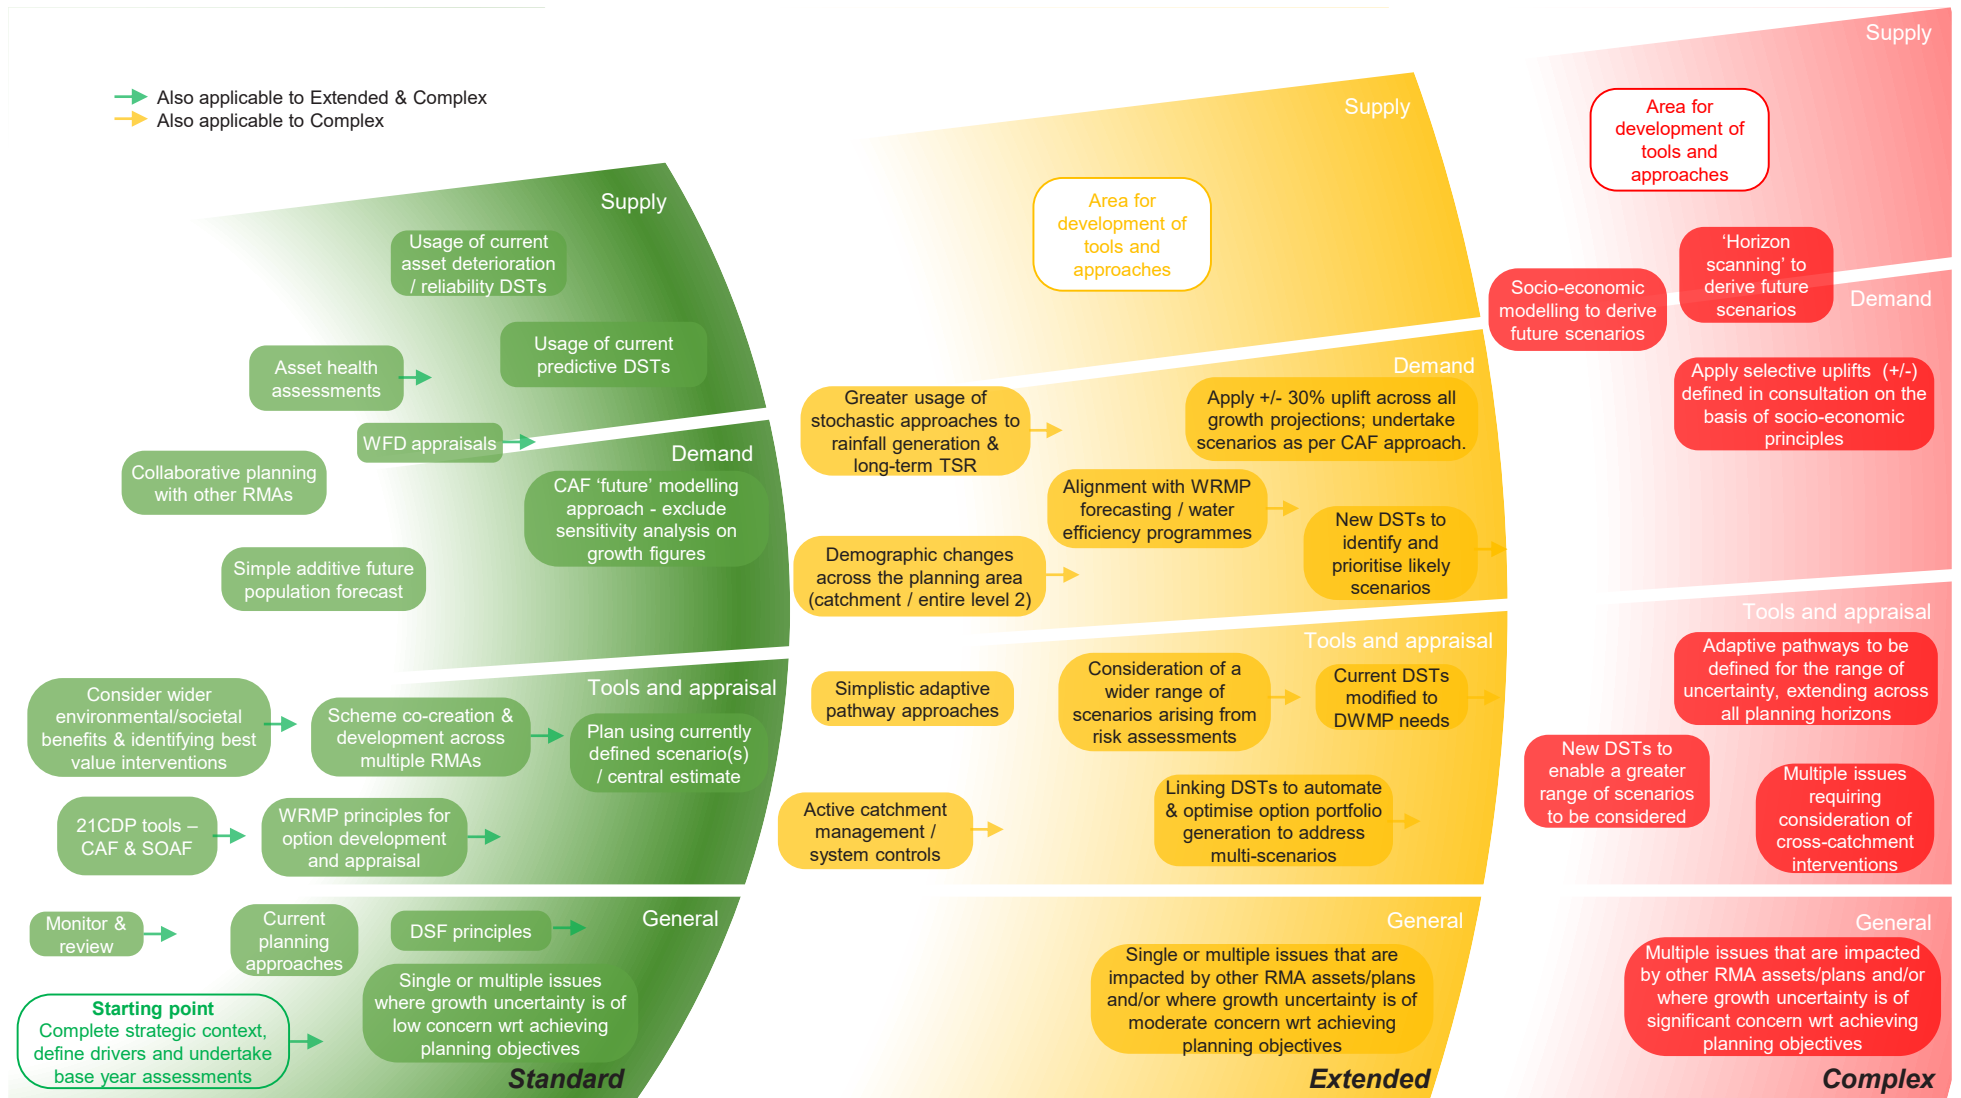 Also applicable to Extended & Complex
Also applicable to Complex
Supply
Usage of current
asset deterioration
/ reliability DSTs
Usage of current
predictive DSTs
Asset health
assessments
WFD appraisals
Collaborative planning
with other RMAs
Demand
CAF ‘future’ modelling
approach - exclude
sensitivity analysis on
growth figures
Simple additive future
population forecast
Tools and appraisal
Consider wider
environmental/societal
benefits & identifying best
value interventions
Scheme co-creation &
development across
multiple RMAs
Plan using currently
defined scenario(s)
/ central estimate
21CDP tools –
CAF & SOAF
WRMP principles for
option development
and appraisal
General
Monitor &
review
Current
planning
approaches
DSF principles
Single or multiple issues
where growth uncertainty is of
low concern wrt achieving
planning objectives
Starting point
Complete strategic context,
define drivers and undertake
base year assessments
Standard
Supply
Area for
development of
tools and
approaches
Demand
Greater usage of
stochastic approaches to
rainfall generation &
long-term TSR
Apply +/- 30% uplift across all
growth projections; undertake
scenarios as per CAF approach.
Alignment with WRMP
forecasting / water
efficiency programmes
New DSTs to
identify and
prioritise likely
scenarios
Demographic changes
across the planning area
(catchment / entire level 2)
Tools and appraisal
Simplistic adaptive
pathway approaches
Consideration of a
wider range of
scenarios arising from
risk assessments
Current DSTs
modified to
DWMP needs
Active catchment
management /
system controls
Linking DSTs to automate
& optimise option portfolio
generation to address
multi-scenarios
General
Single or multiple issues that are
impacted by other RMA assets/plans
and/or where growth uncertainty is of
moderate concern wrt achieving
planning objectives
Extended
Supply
Area for
development of
tools and
approaches
‘Horizon
scanning’ to
derive future
scenarios
Socio-economic
modelling to derive
future scenarios
Demand
Apply selective uplifts (+/-)
defined in consultation on the
basis of socio-economic
principles
Tools and appraisal
Adaptive pathways to be
defined for the range of
uncertainty, extending across
all planning horizons
New DSTs to
enable a greater
range of scenarios
to be considered
Multiple issues
requiring
consideration of
cross-catchment
interventions
General
Multiple issues that are impacted
by other RMA assets/plans and/or
where growth uncertainty is of
significant concern wrt achieving
planning objectives
Complex